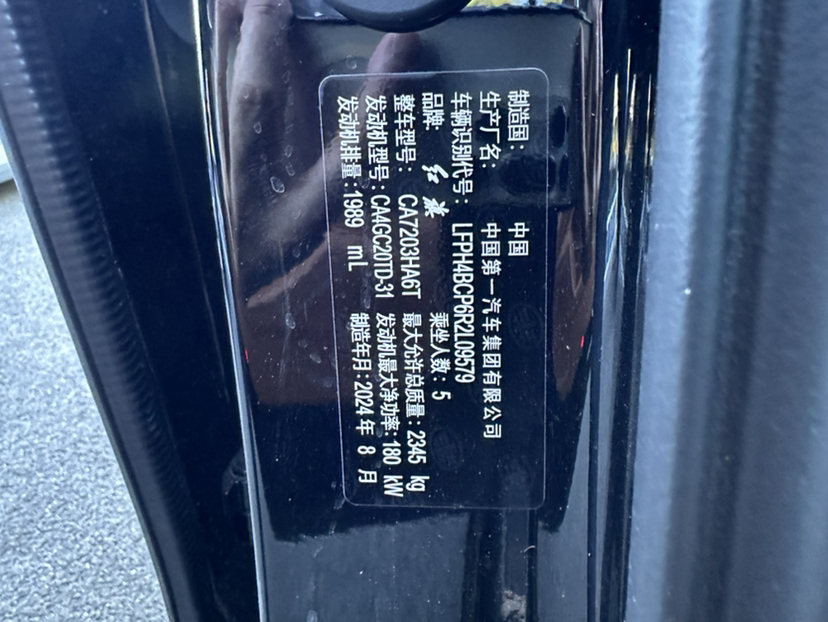 制造国： 中国
生产厂名： 中国第一汽车集团有限公司
车辆识别代号： LFPH4BCP6R2L09579
品牌： 红旗 乘坐人数：5
整车型号： CA7203HA6T 最大允许总质量：2345 kg
发动机型号：CA4GC20TD-31 发动机最大净功率：180 kW
发动机排量：1989 mL 制造年月：2024 年 8 月